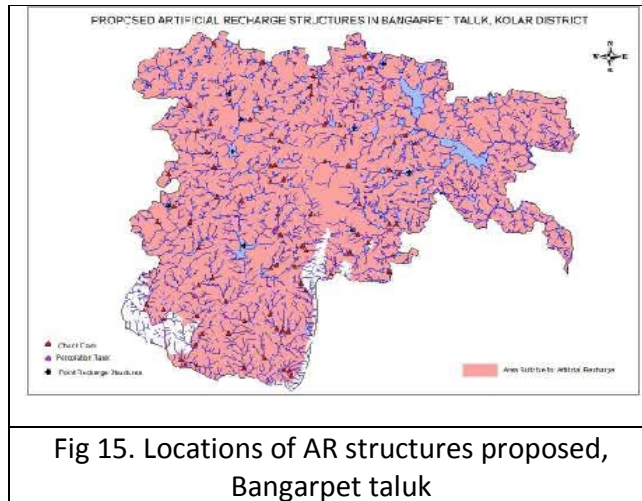 PROPOSED ARTIFICIAL RECHARGE STRUCTURES IN BANGARPET TALUK, KOLAR DISTRICT
N
W E
S
Check Dam
Percolation Tank
Point Recharge Structures
Area Suitable for Artificial Recharge
Fig 15. Locations of AR structures proposed,
Bangarpet taluk